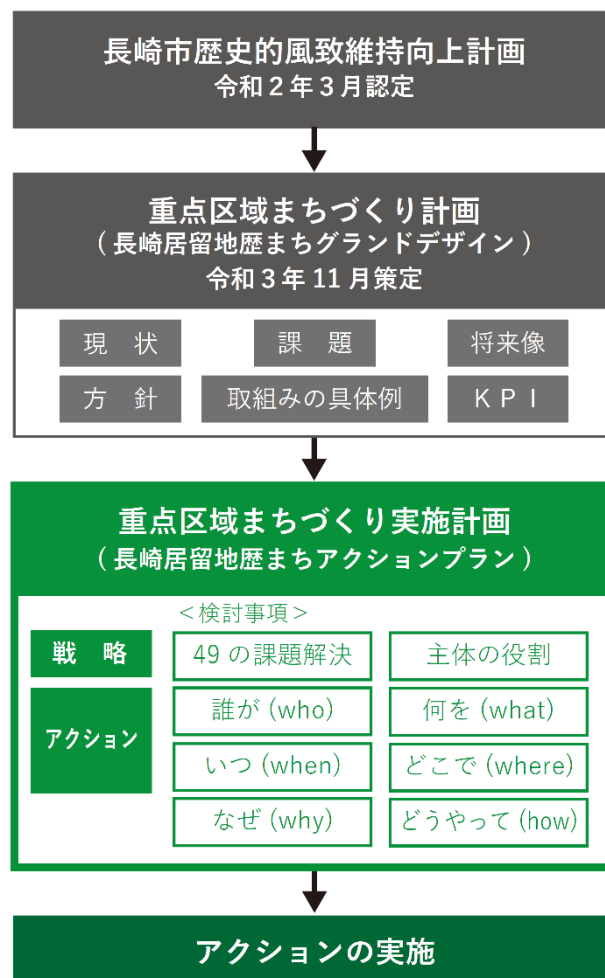 長崎市歴史的風致維持向上計画
令和2年3月認定
重点区域まちづくり計画
(長崎居留地歴まちグランドデザイン)
令和3年11月策定
現 状 課 題 将来像
方 針 取組みの具体例 KPI
重点区域まちづくり実施計画
(長崎居留地歴まちアクションプラン)
<検討事項>
戦 略 49の課題解決 主体の役割
アクション 誰が(who) 何を(what)
いつ(when) どこで(where)
なぜ(why) どうやって(how)
アクションの実施